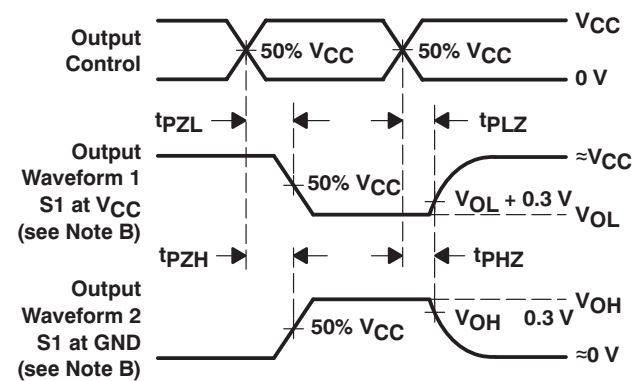 Output
Control
50% VCC
50% VCC
VCC
0 V
tPZL
tPLZ
Output
Waveform 1
S1 at VCC
(see Note B)
50% VCC
≈VCC
VOL + 0.3 V
VOL
tPZH
tPHZ
Output
Waveform 2
S1 at GND
(see Note B)
50% VCC
VOH 0.3 V
VOH
≈0 V